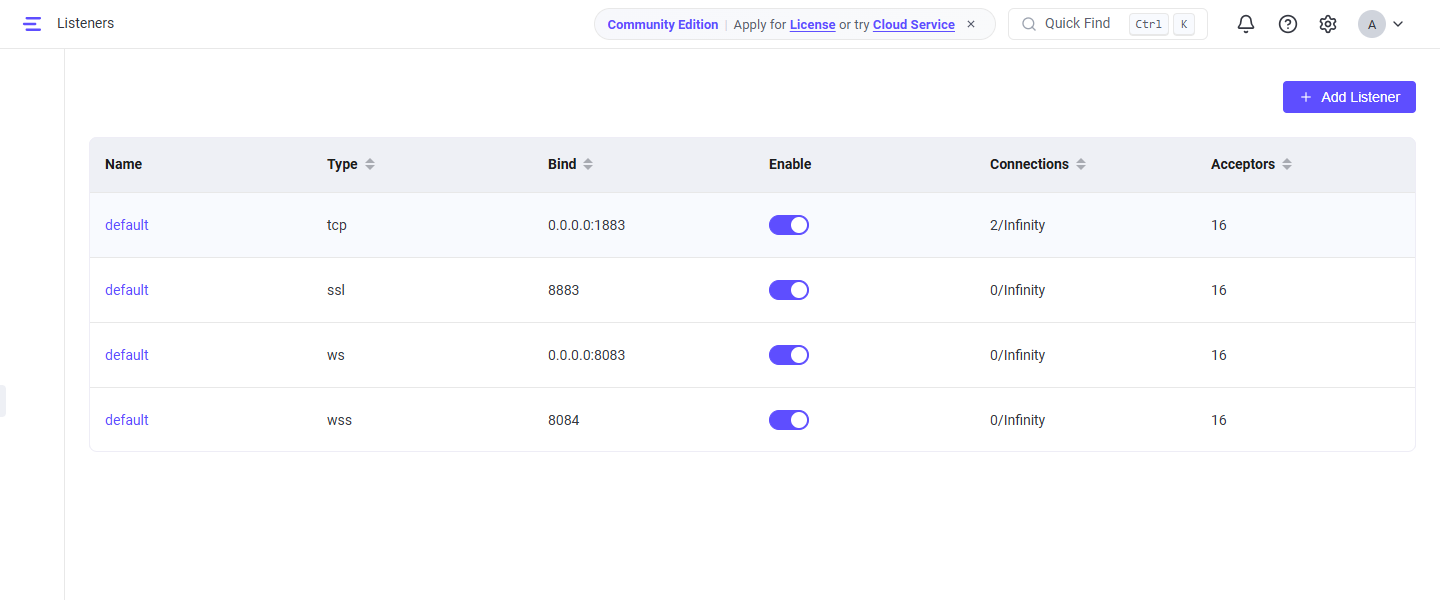 Listeners
Community Edition | Apply for License or try Cloud Service ×
Quick Find Ctrl K
A
+ Add Listener
Name Type Bind Enable Connections Acceptors
default tcp 0.0.0.0:1883 2/Infinity 16
default ssl 8883 0/Infinity 16
default ws 0.0.0.0:8083 0/Infinity 16
default wss 8084 0/Infinity 16